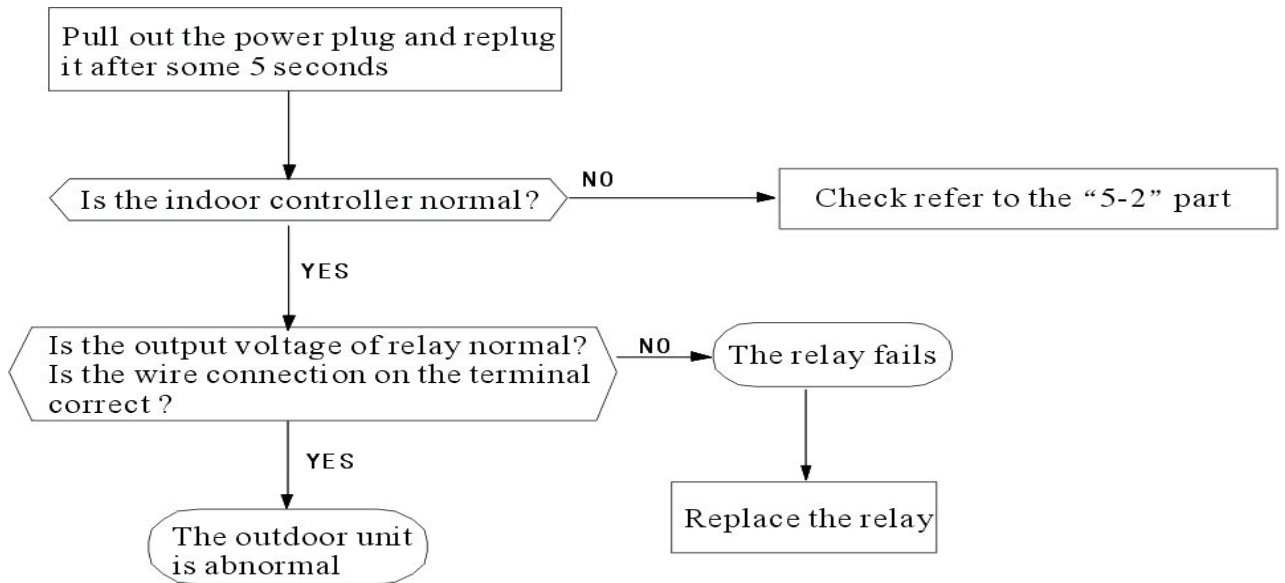 Pull out the power plug and replug
it after some 5 seconds
Is the indoor controller normal?
NO
Check refer to the “5-2” part
YES
Is the output voltage of relay normal?
Is the wire connection on the terminal
correct ?
NO
The relay fails
YES
Replace the relay
The outdoor unit
is abnormal